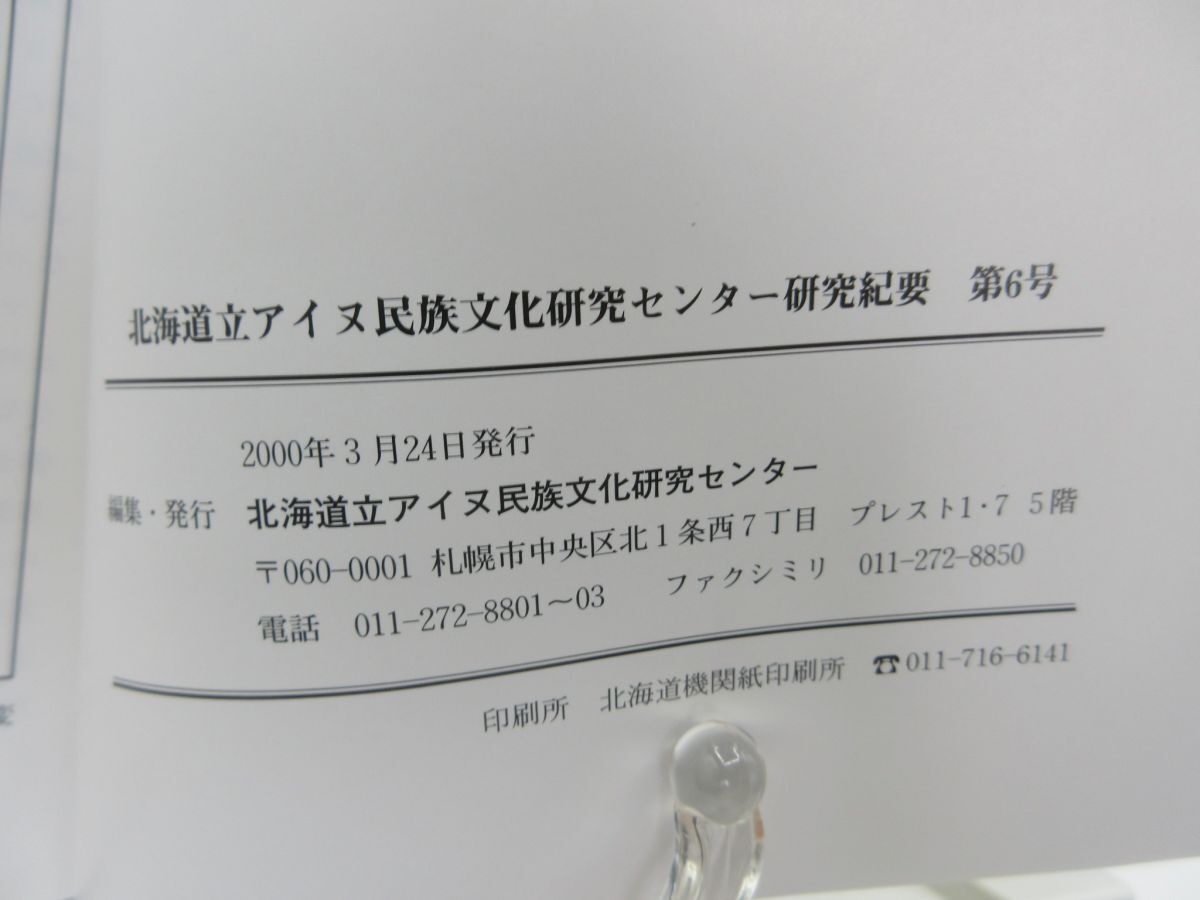 北海道立アイヌ民族文化研究センター研究紀要　第6号
2000年３月24日発行
編集・発行　北海道立アイヌ民族文化研究センター
〒060-0001 札幌市中央区北１条西７丁目　プレスト1・7 ５階
電話　011-272-8801～03　ファクシミリ　011-272-8850
印刷所　北海道機関紙印刷所　☎011-716-6141